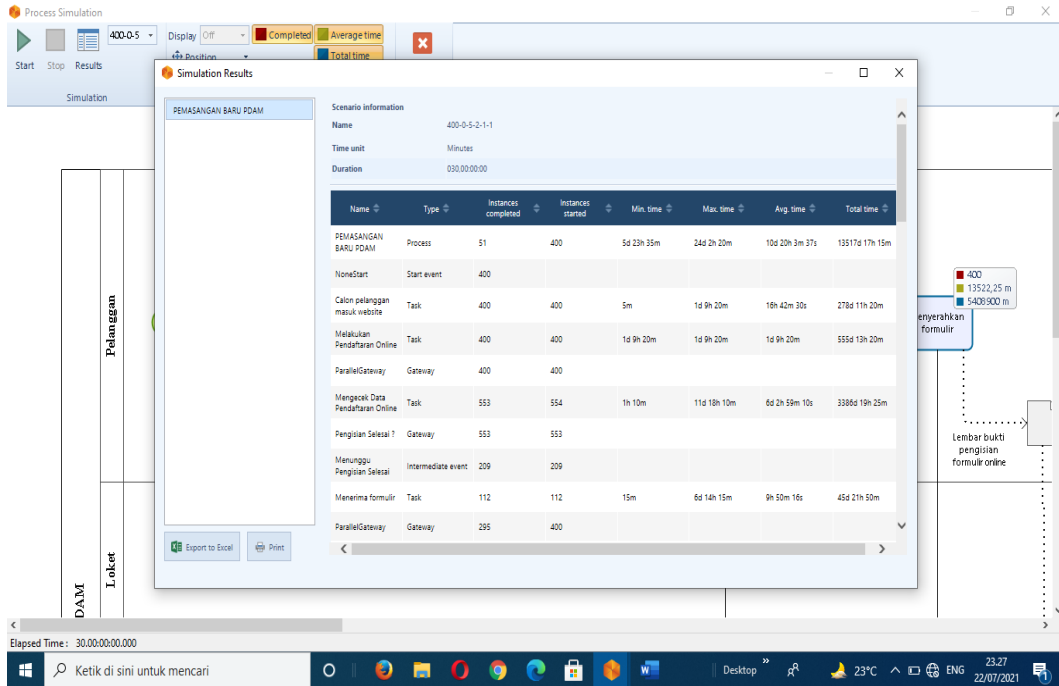 Process Simulation
400-0-5
Display Off
Completed
Average time
Position
Total time
Start Stop Results
Simulation
Simulation Results
PEMASANGAN BARU PDAM
Scenario information
Name 400-0-5-2-1-1
Time unit Minutes
Duration 030,00:00:00
Name Type Instances completed Instances started Min. time Max. time Avg. time Total time
PEMASANGAN BARU PDAM Process 51 400 5d 23h 35m 24d 2h 20m 10d 20h 3m 37s 13517d 17h 15m
NoneStart Start event 400
Calon pelanggan masuk website Task 400 400 5m 1d 9h 20m 16h 42m 30s 278d 11h 20m
Melakukan Pendaftaran Online Task 400 400 1d 9h 20m 1d 9h 20m 1d 9h 20m 555d 13h 20m
ParallelGateway Gateway 400 400
Mengecek Data Pendaftaran Online Task 553 554 1h 10m 11d 18h 10m 6d 2h 59m 10s 3386d 19h 25m
Pengisian Selesai ? Gateway 553 553
Menunggu Pengisian Selesai Intermediate event 209 209
Menerima formulir Task 112 112 15m 6d 14h 15m 9h 50m 16s 45d 21h 50m
ParallelGateway Gateway 295 400
Export to Excel
Print
Pelanggan
Loket
DAM
400
13522,25 m
5408900 m
enyerahkan
formulir
Lembar bukti
pengisian
formulir online
Elapsed Time : 30.00:00:00.000
Ketik di sini untuk mencari
Desktop
23°C
ENG
23.27
22/07/2021